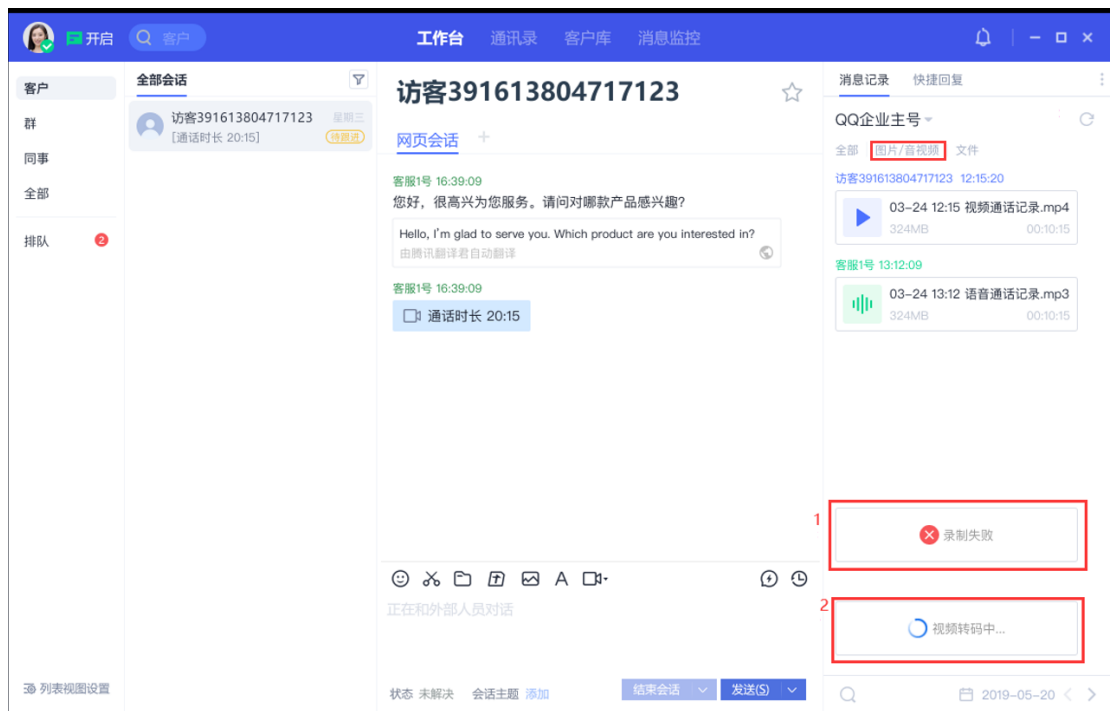 开启
客户
工作台
通讯录
客户库
消息监控
客户
群
同事
全部
排队
2
列表视图设置
全部会话
访客391613804717123
星期三
[通话时长 20:15]
待跟进
访客391613804717123
网页会话
客服1号 16:39:09
您好，很高兴为您服务。请问对哪款产品感兴趣?
Hello, I'm glad to serve you. Which product are you interested in?
由腾讯翻译君自动翻译
客服1号 16:39:09
通话时长 20:15
正在和外部人员对话
状态 未解决 会话主题 添加
结束会话
发送(S)
消息记录
快捷回复
QQ企业主号
全部 图片/音视频 文件
访客391613804717123 12:15:20
03-24 12:15 视频通话记录.mp4
324MB 00:10:15
客服1号 13:12:09
03-24 13:12 语音通话记录.mp3
324MB 00:10:15
1
录制失败
2
视频转码中...
2019-05-20